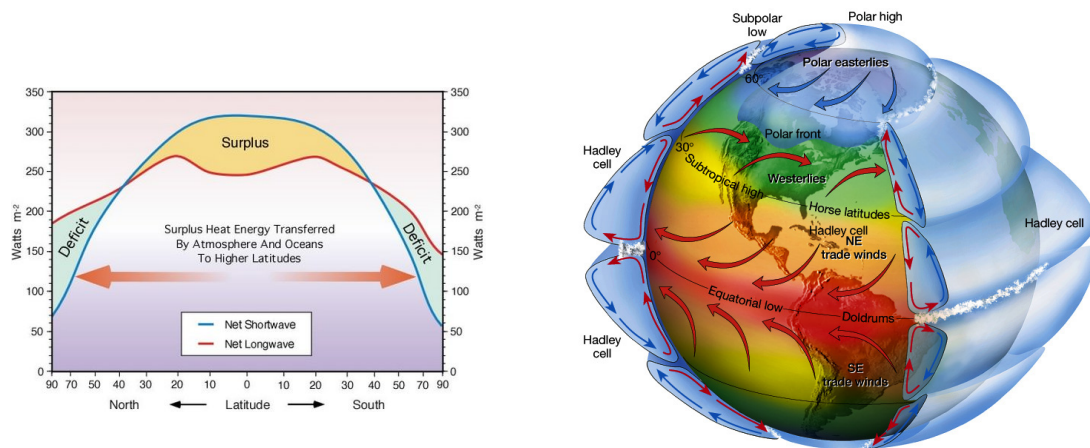 350
300
250
200
150
100
50
0
Watts m-2
Surplus
Deficit
Deficit
Surplus Heat Energy Transferred
By Atmosphere And Oceans
To Higher Latitudes
Net Shortwave
Net Longwave
350
300
250
200
150
100
50
0
Watts m-2
90 70 50 40 30 20 10 0 10 20 30 40 50 70 90
North Latitude South
Subpolar
low
Polar high
Polar easterlies
60°
Hadley
cell
Polar front
30°
Subtropical high
Westerlies
Horse latitudes
Hadley cell
NE
trade winds
Hadley cell
0°
Equatorial low
Doldrums
Hadley
cell
SE
trade winds